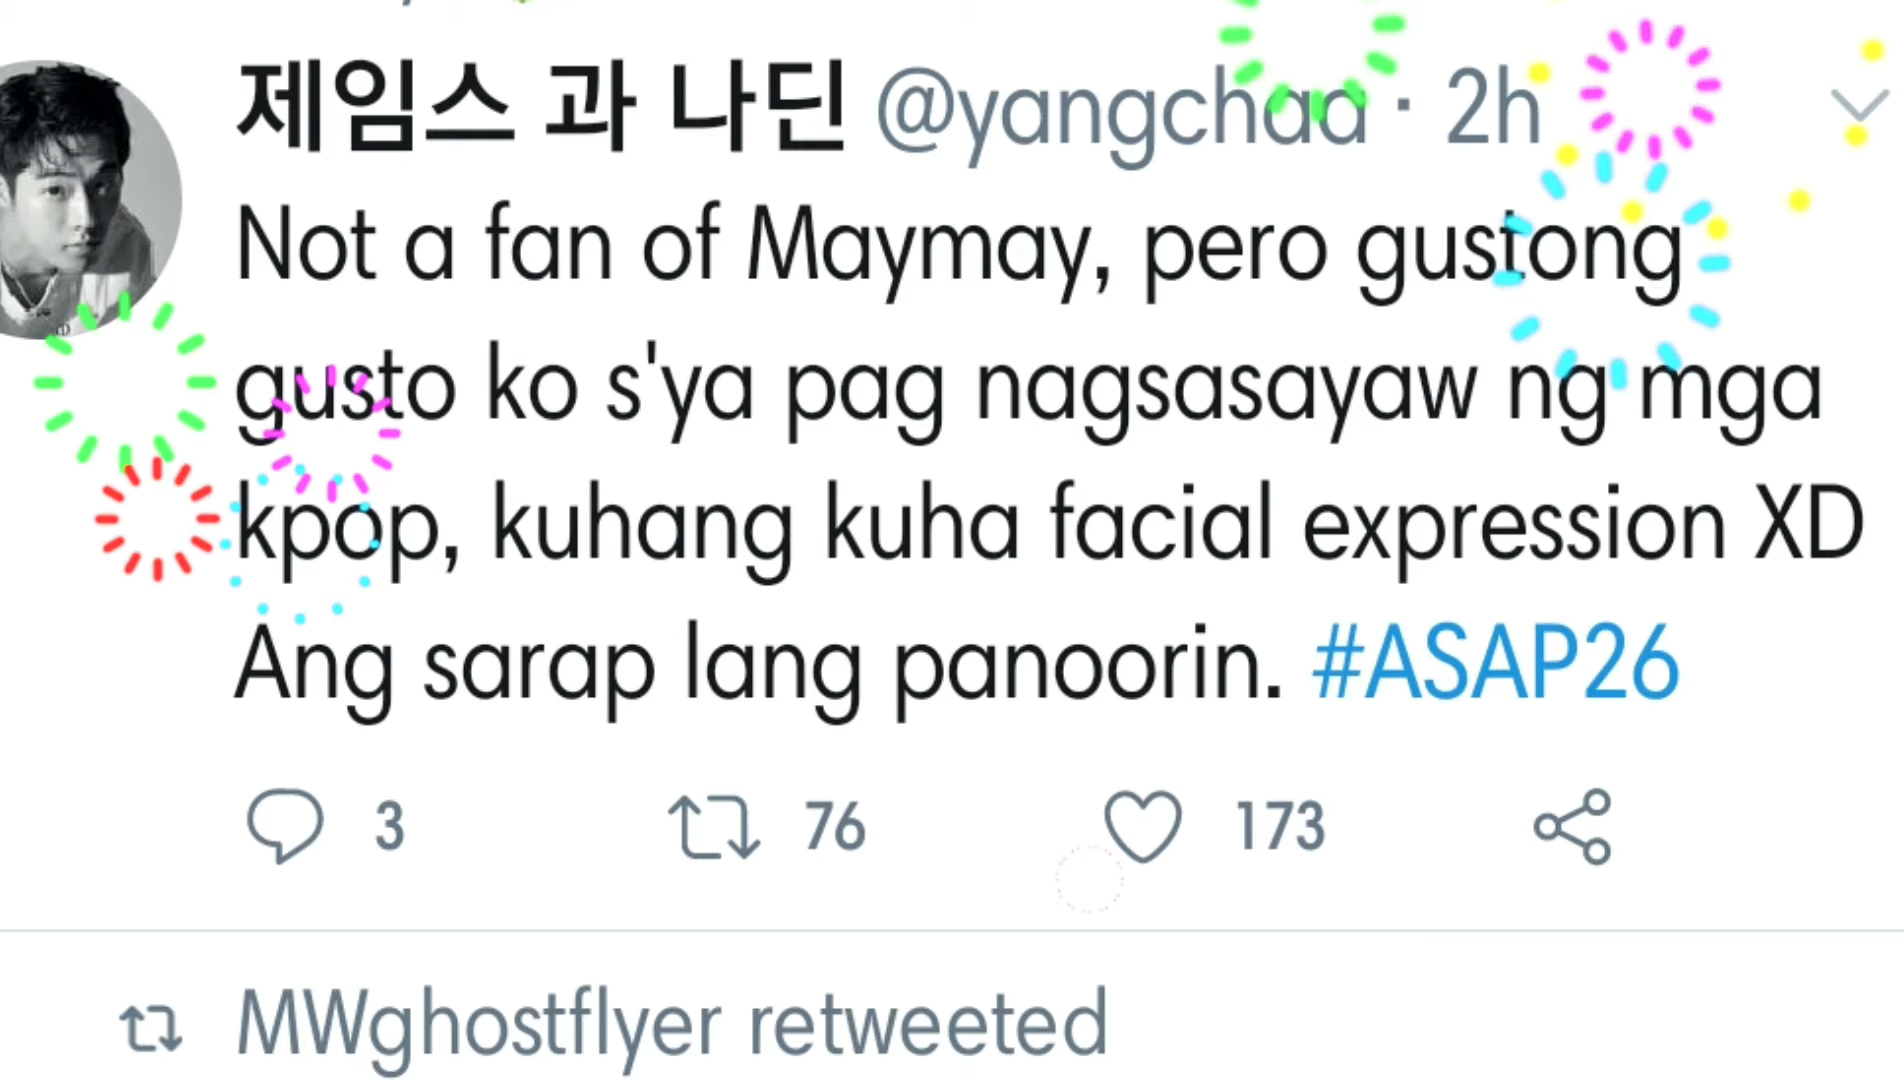 제임스 과 나딘 @yangchad · 2h
Not a fan of Maymay, pero gustong
gusto ko s'ya pag nagsasayaw ng mga
kpop, kuhang kuha facial expression XD
Ang sarap lang panoorin. #ASAP26
3 76 173
MWghostflyer retweeted